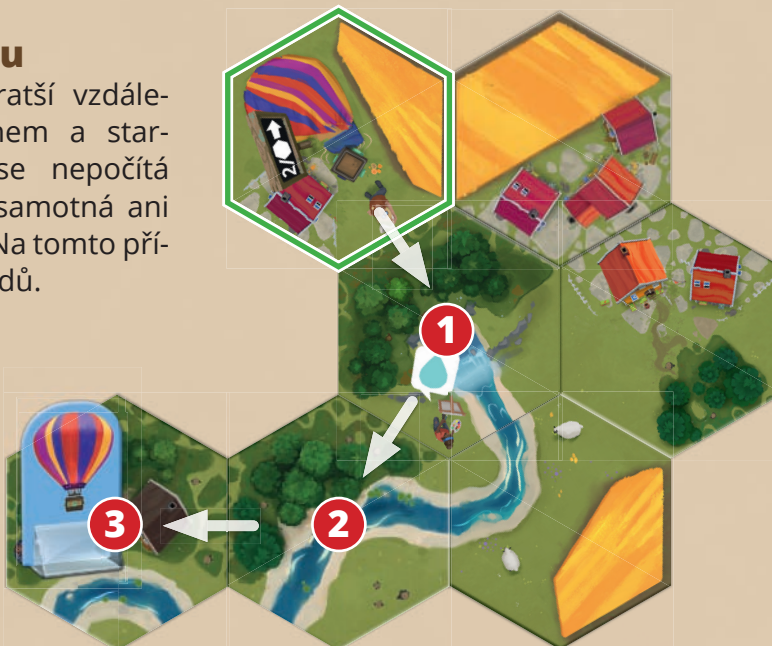 u
ratší vzdále-
nem a star-
se nepočítá
samotná ani
Na tomto pří-
dů.
2/
1
2
3